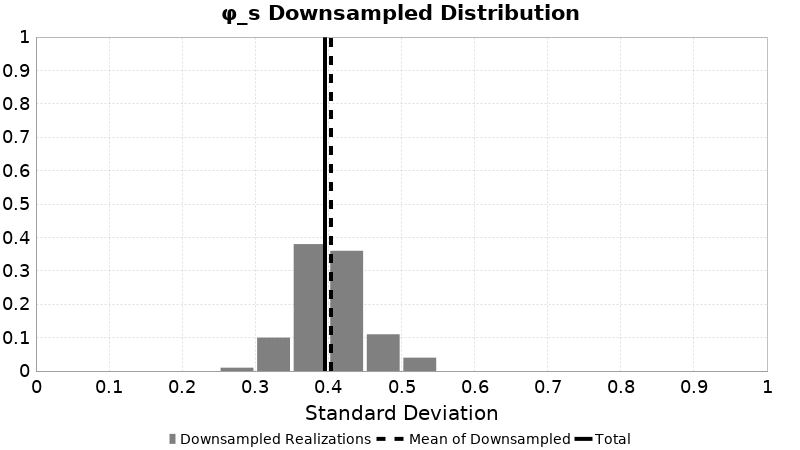 φ_s Downsampled Distribution
1
0.9
0.8
0.7
0.6
0.5
0.4
0.3
0.2
0.1
0
0 0.1 0.2 0.3 0.4 0.5 0.6 0.7 0.8 0.9 1
Standard Deviation
Downsampled Realizations Mean of Downsampled Total